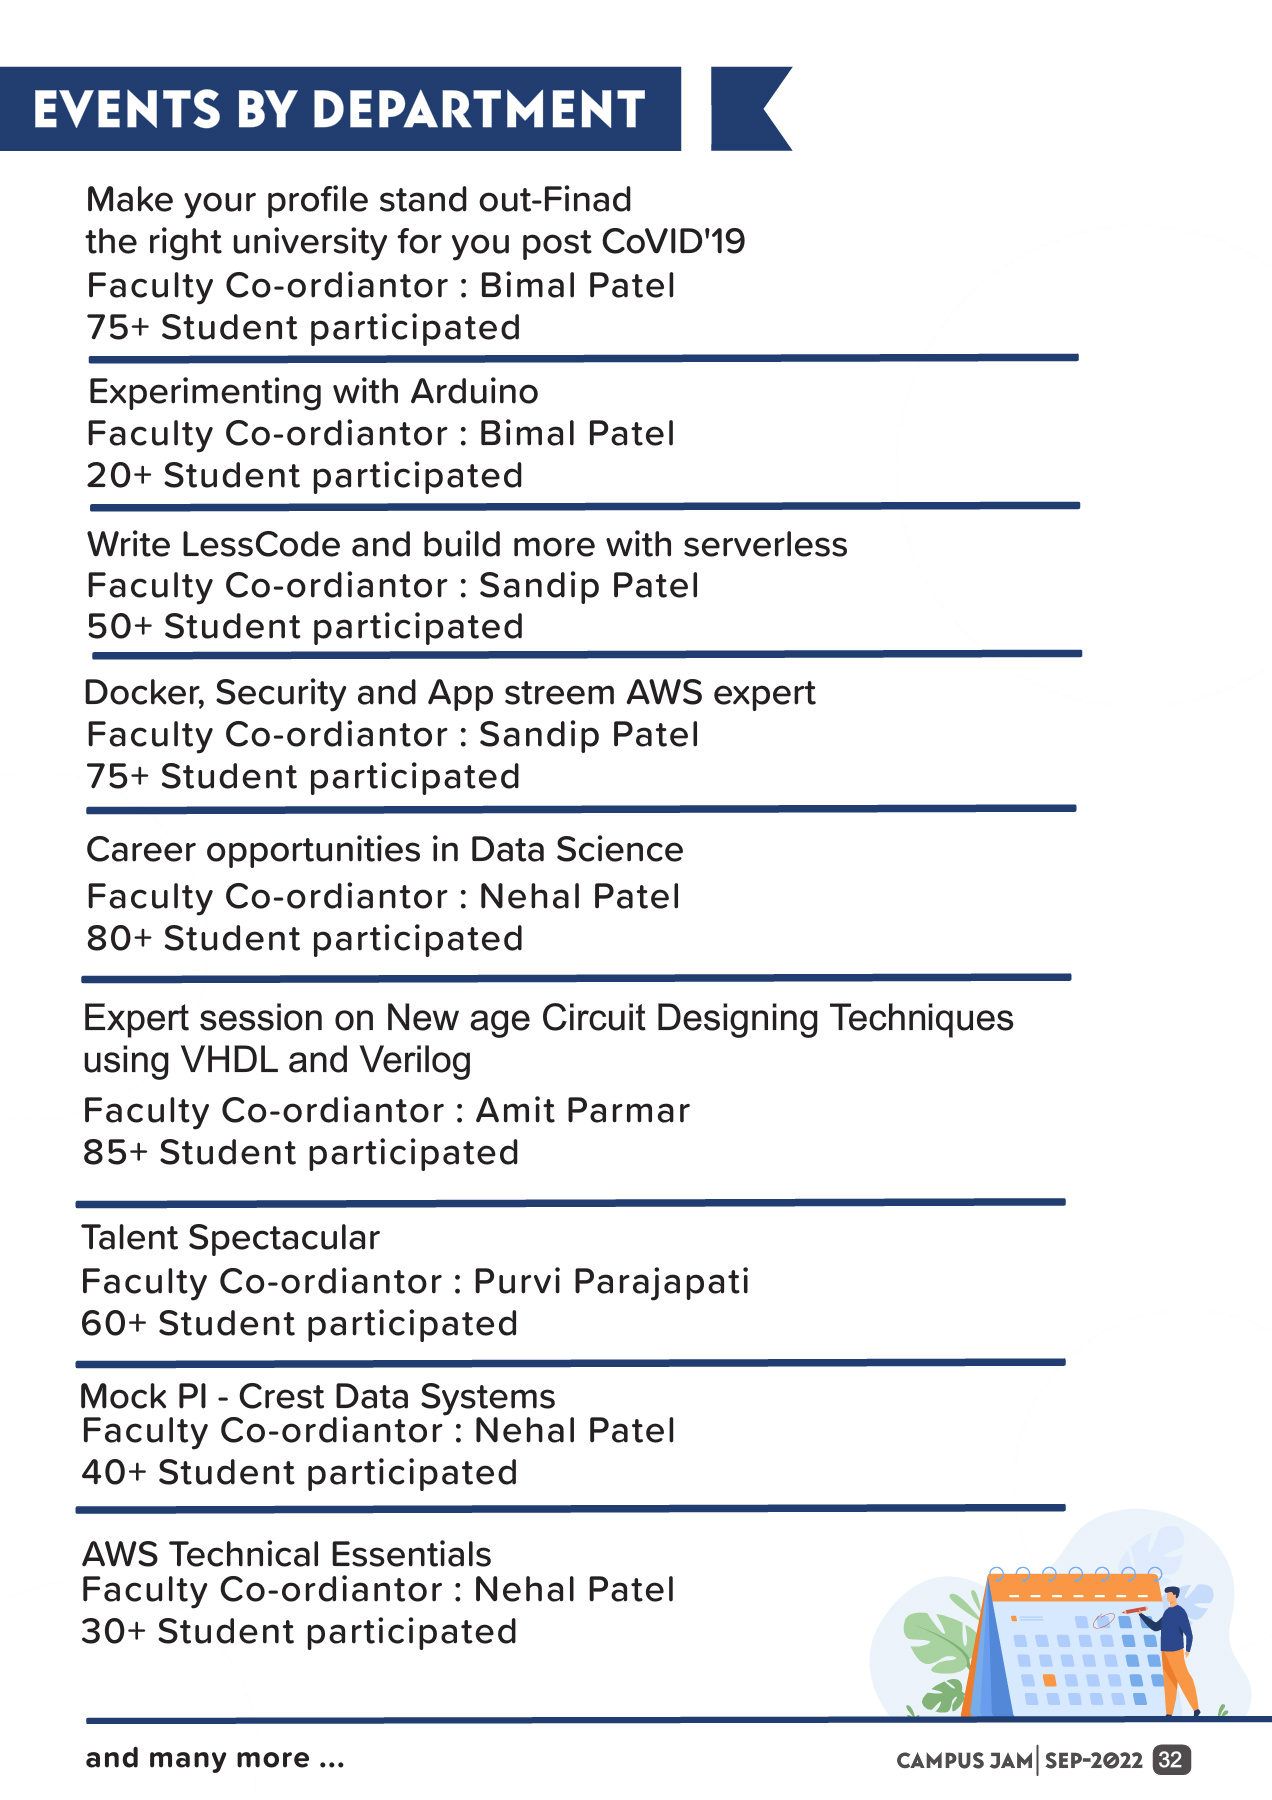 EVENTS BY DEPARTMENT
Make your profile stand out-Finad
the right university for you post CoVID'19
Faculty Co-ordiantor : Bimal Patel
75+ Student participated
Experimenting with Arduino
Faculty Co-ordiantor : Bimal Patel
20+ Student participated
Write LessCode and build more with serverless
Faculty Co-ordiantor : Sandip Patel
50+ Student participated
Docker, Security and App streem AWS expert
Faculty Co-ordiantor : Sandip Patel
75+ Student participated
Career opportunities in Data Science
Faculty Co-ordiantor : Nehal Patel
80+ Student participated
Expert session on New age Circuit Designing Techniques
using VHDL and Verilog
Faculty Co-ordiantor : Amit Parmar
85+ Student participated
Talent Spectacular
Faculty Co-ordiantor : Purvi Parajapati
60+ Student participated
Mock PI - Crest Data Systems
Faculty Co-ordiantor : Nehal Patel
40+ Student participated
AWS Technical Essentials
Faculty Co-ordiantor : Nehal Patel
30+ Student participated
and many more ...
CAMPUS JAM| SEP-2022 32